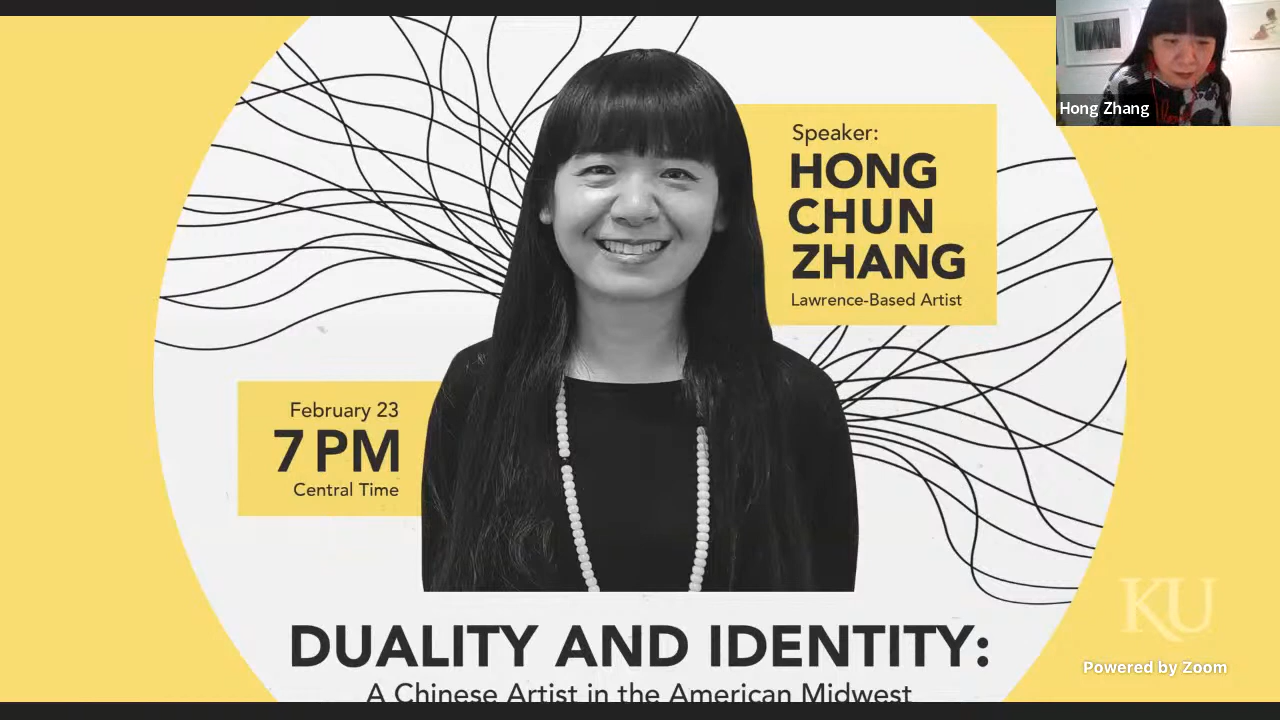 Hong Zhang
Speaker:
HONG
CHUN
ZHANG
Lawrence-Based Artist
February 23
7 PM
Central Time
DUALITY AND IDENTITY:
A Chinese Artist in the American Midwest
KU
Powered by Zoom